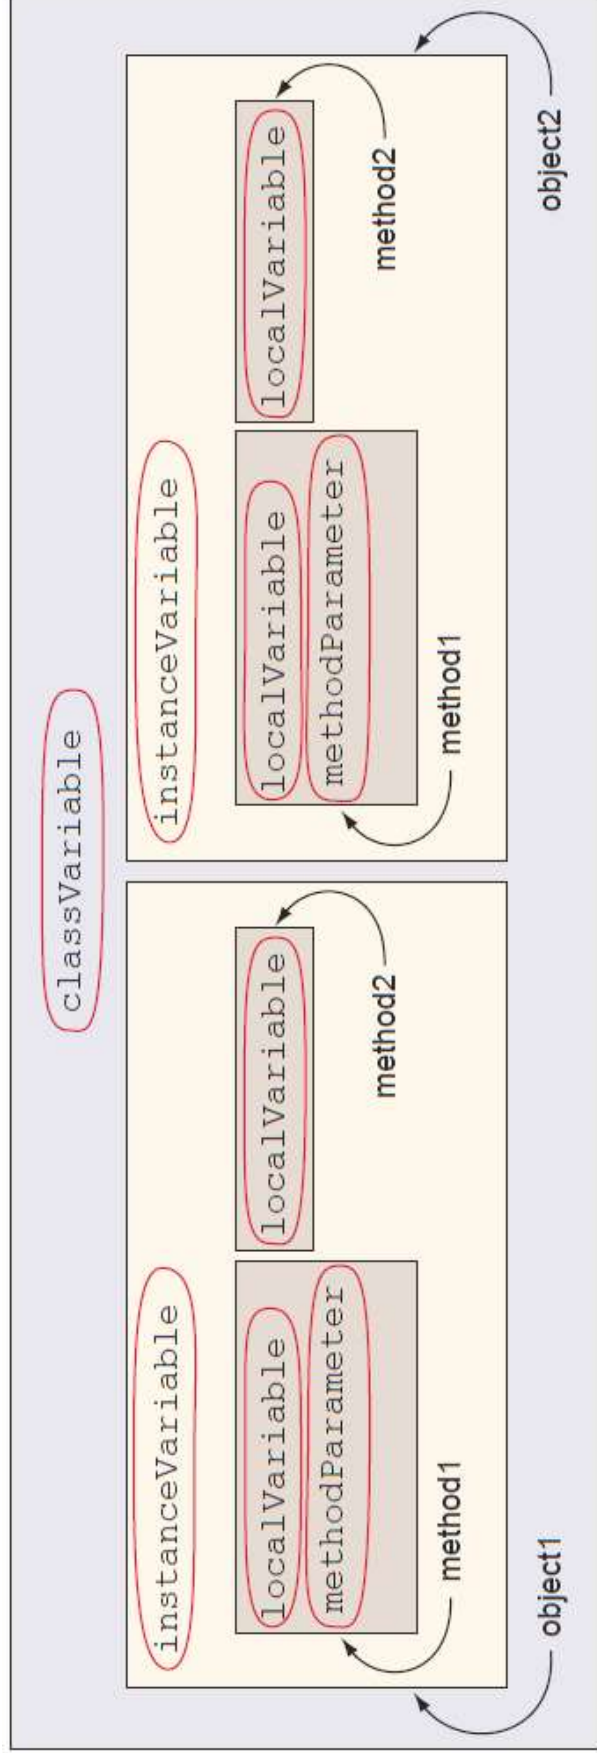 classVariable
instanceVariable
localVariable
methodParameter
localVariable
method2
method1
object1
instanceVariable
localVariable
methodParameter
localVariable
method2
method1
object2